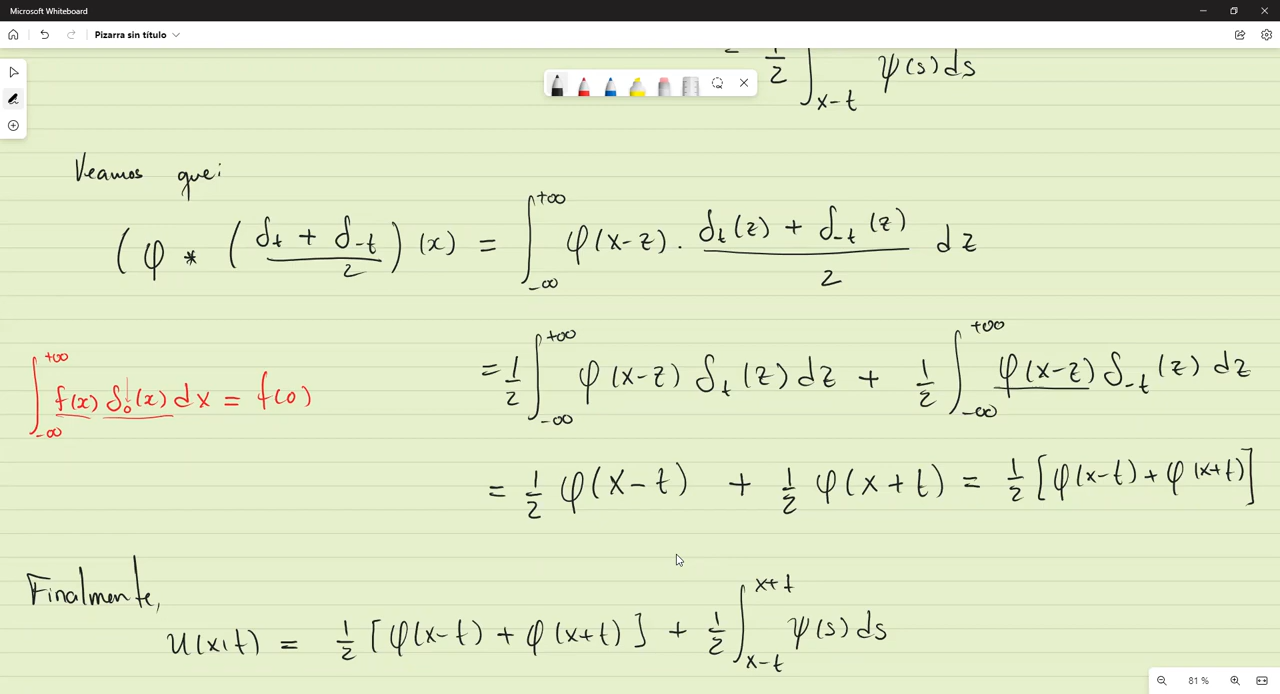 Microsoft Whiteboard
Pizarra sin título
1/2 ∫_{x-t} ψ(s)ds
Veamos que:
(φ * (δ_t + δ_{-t})/2)(x) = ∫_{-∞}^{+∞} φ(x-z) · (δ_t(z) + δ_{-t}(z))/2 dz
= 1/2 ∫_{-∞}^{+∞} φ(x-z) δ_t(z) dz + 1/2 ∫_{-∞}^{+∞} φ(x-z) δ_{-t}(z) dz
∫_{-∞}^{+∞} f(x) δ_0(x) dx = f(0)
= 1/2 φ(x-t) + 1/2 φ(x+t) = 1/2 [φ(x-t) + φ(x+t)]
Finalmente,
u(x,t) = 1/2 [φ(x-t) + φ(x+t)] + 1/2 ∫_{x-t}^{x+t} ψ(s) ds
81 %